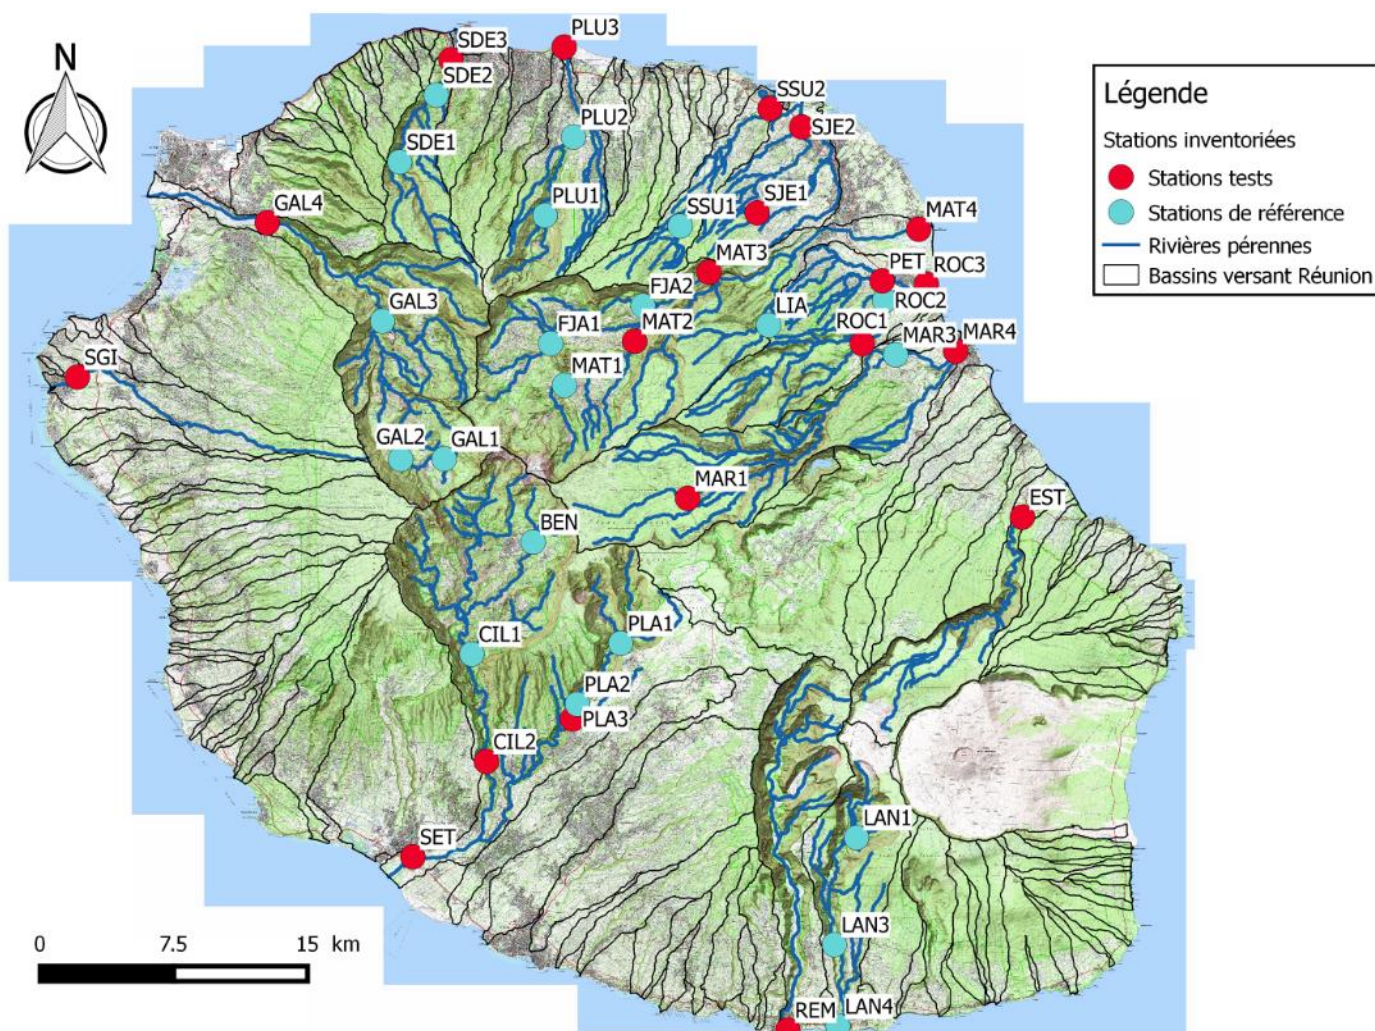 N
PLU3
SDE3
SDE2
SSU2
PLU2
SJE2
SDE1
PLU1
SSU1
SJE1
GAL4
MAT4
MAT3
PET
ROC3
FJA2
GAL3
LIA
ROC2
FJA1
MAT2
ROC1
MAR3
MAR4
SGI
MAT1
GAL2
GAL1
MAR1
EST
BEN
PLA1
CIL1
PLA2
PLA3
CIL2
SET
LAN1
LAN3
REM
LAN4
0 7.5 15 km
Légende
Stations inventoriées
Stations tests
Stations de référence
Rivières pérennes
Bassins versant Réunion